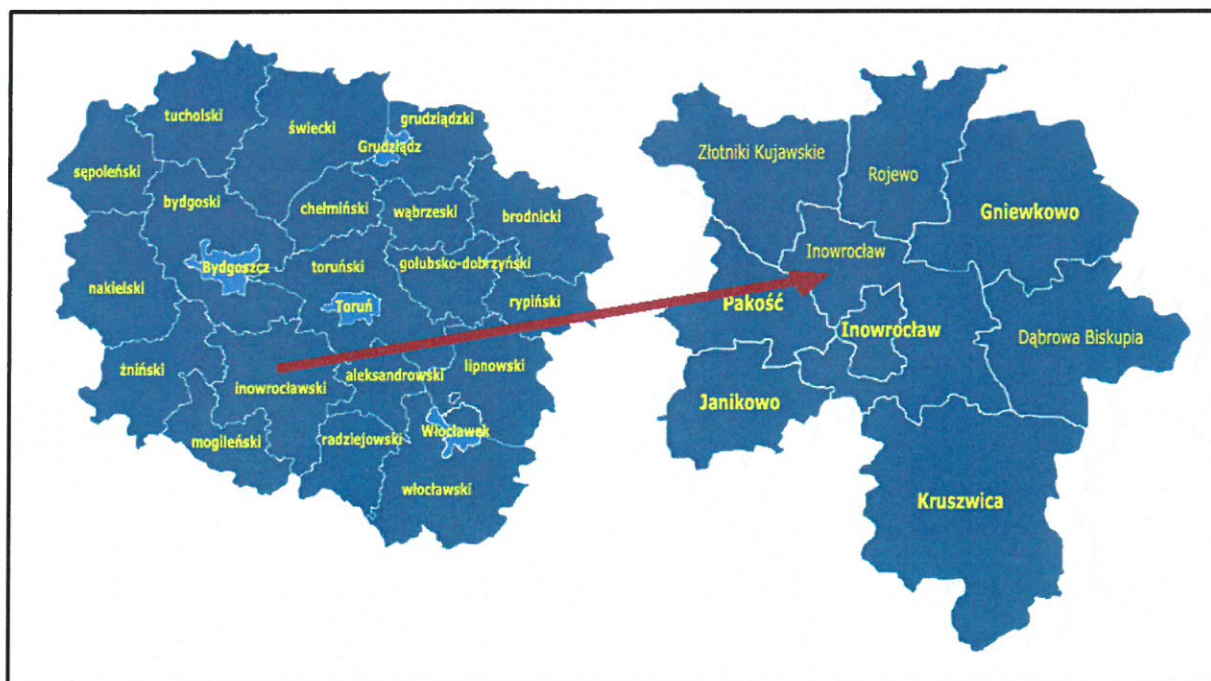 tucholski
świecki
grudziądzki
Grudziądz
sępoleński
bydgoski
chełmiński
wąbrzeski
brodnicki
Bydgoszcz
toruński
golubsko-dobrzyński
nakielski
Toruń
rypiński
żniński
inowrocławski
aleksandrowski
lipnowski
mogileński
radziejowski
Włocławek
włocławski
Złotniki Kujawskie
Rojewo
Gniewkowo
Inowrocław
Pakość
Inowrocław
Dąbrowa Biskupia
Janikowo
Kruszwica